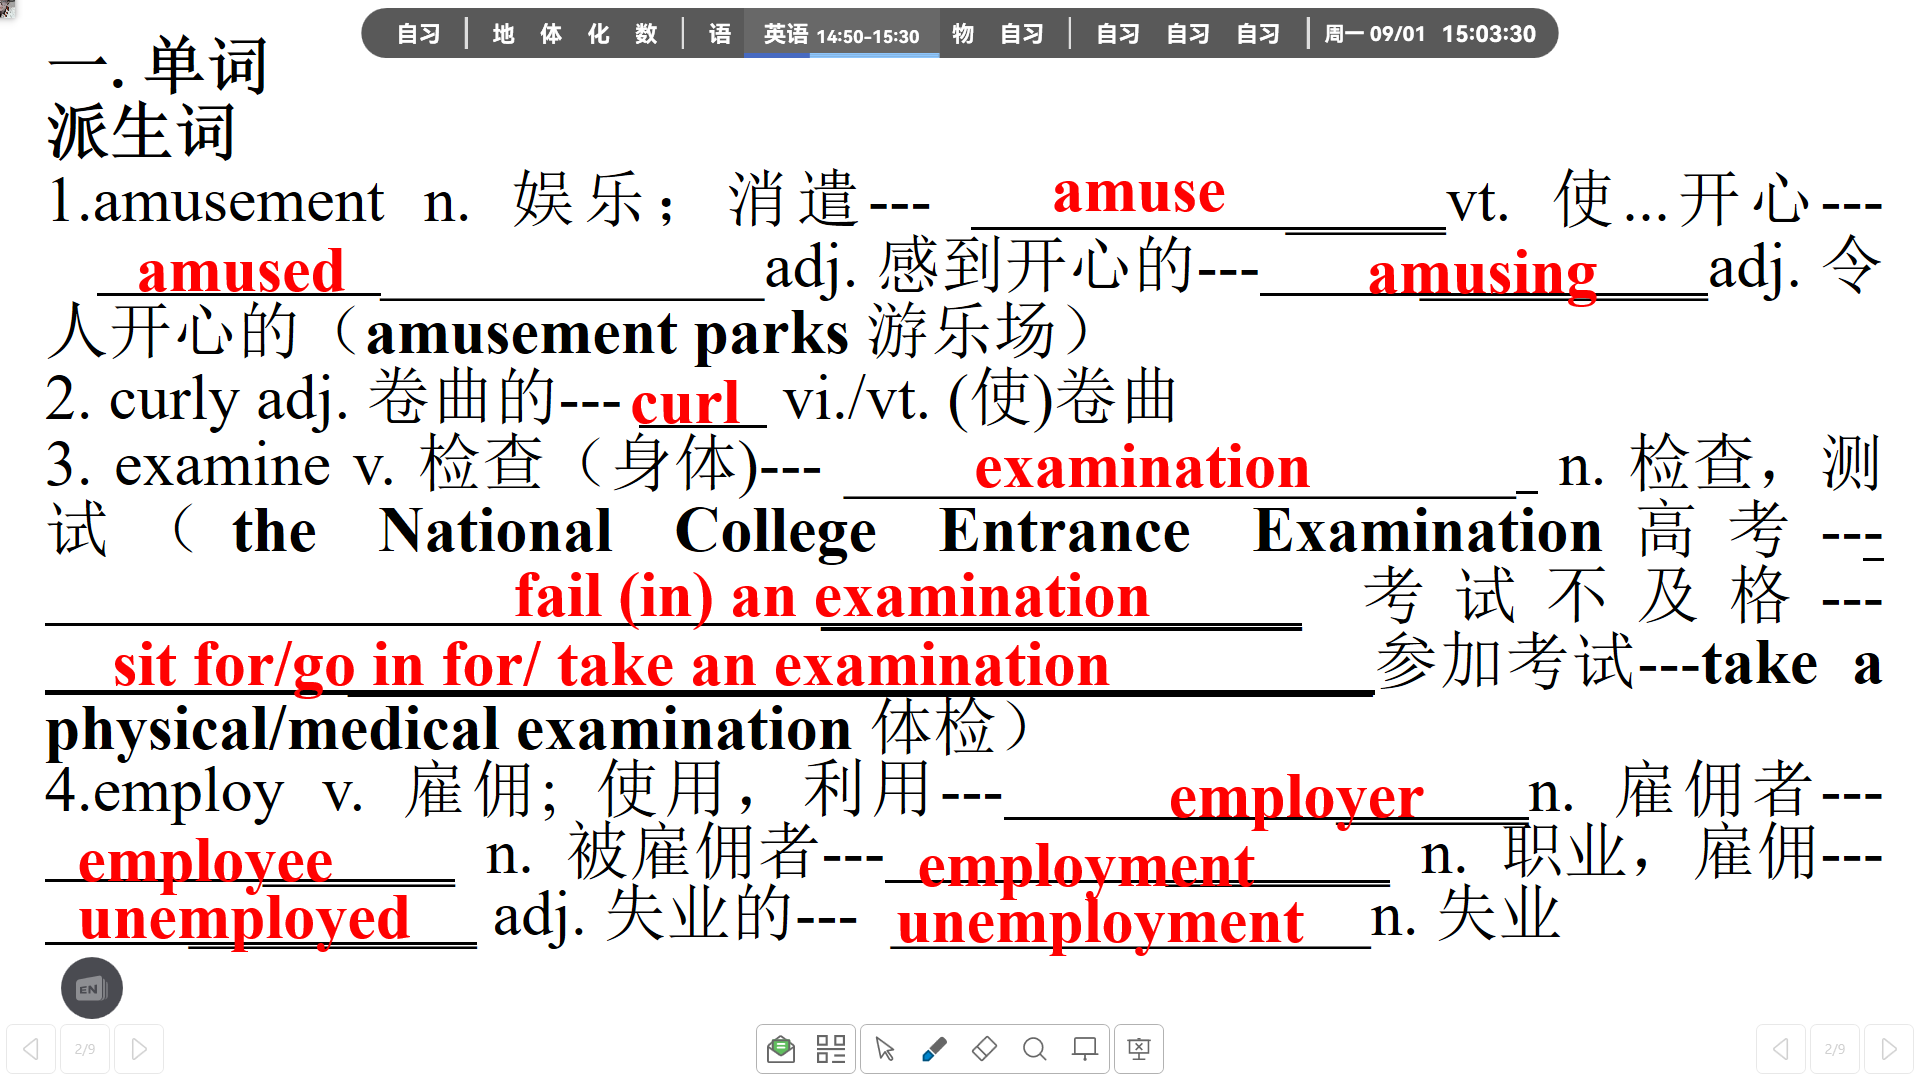 自习 | 地 体 化 数 | 语 英语 14:50-15:30 物 自习 | 自习 自习 自习 | 周一 09/01 15:03:30
一. 单词
派生词
1.amusement n. 娱乐；消遣--- amuse vt. 使...开心---
amused adj. 感到开心的--- amusing adj. 令
人开心的（amusement parks 游乐场）
2. curly adj. 卷曲的--- curl vi./vt. (使)卷曲
3. examine v. 检查（身体)--- examination n. 检查，测
试（the National College Entrance Examination 高考---
fail (in) an examination 考试不及格---
sit for/go in for/ take an examination 参加考试---take a
physical/medical examination 体检）
4.employ v. 雇佣；使用，利用--- employer n. 雇佣者---
employee n. 被雇佣者--- employment n. 职业，雇佣---
unemployed adj. 失业的--- unemployment n. 失业
EN
2/9 2/9